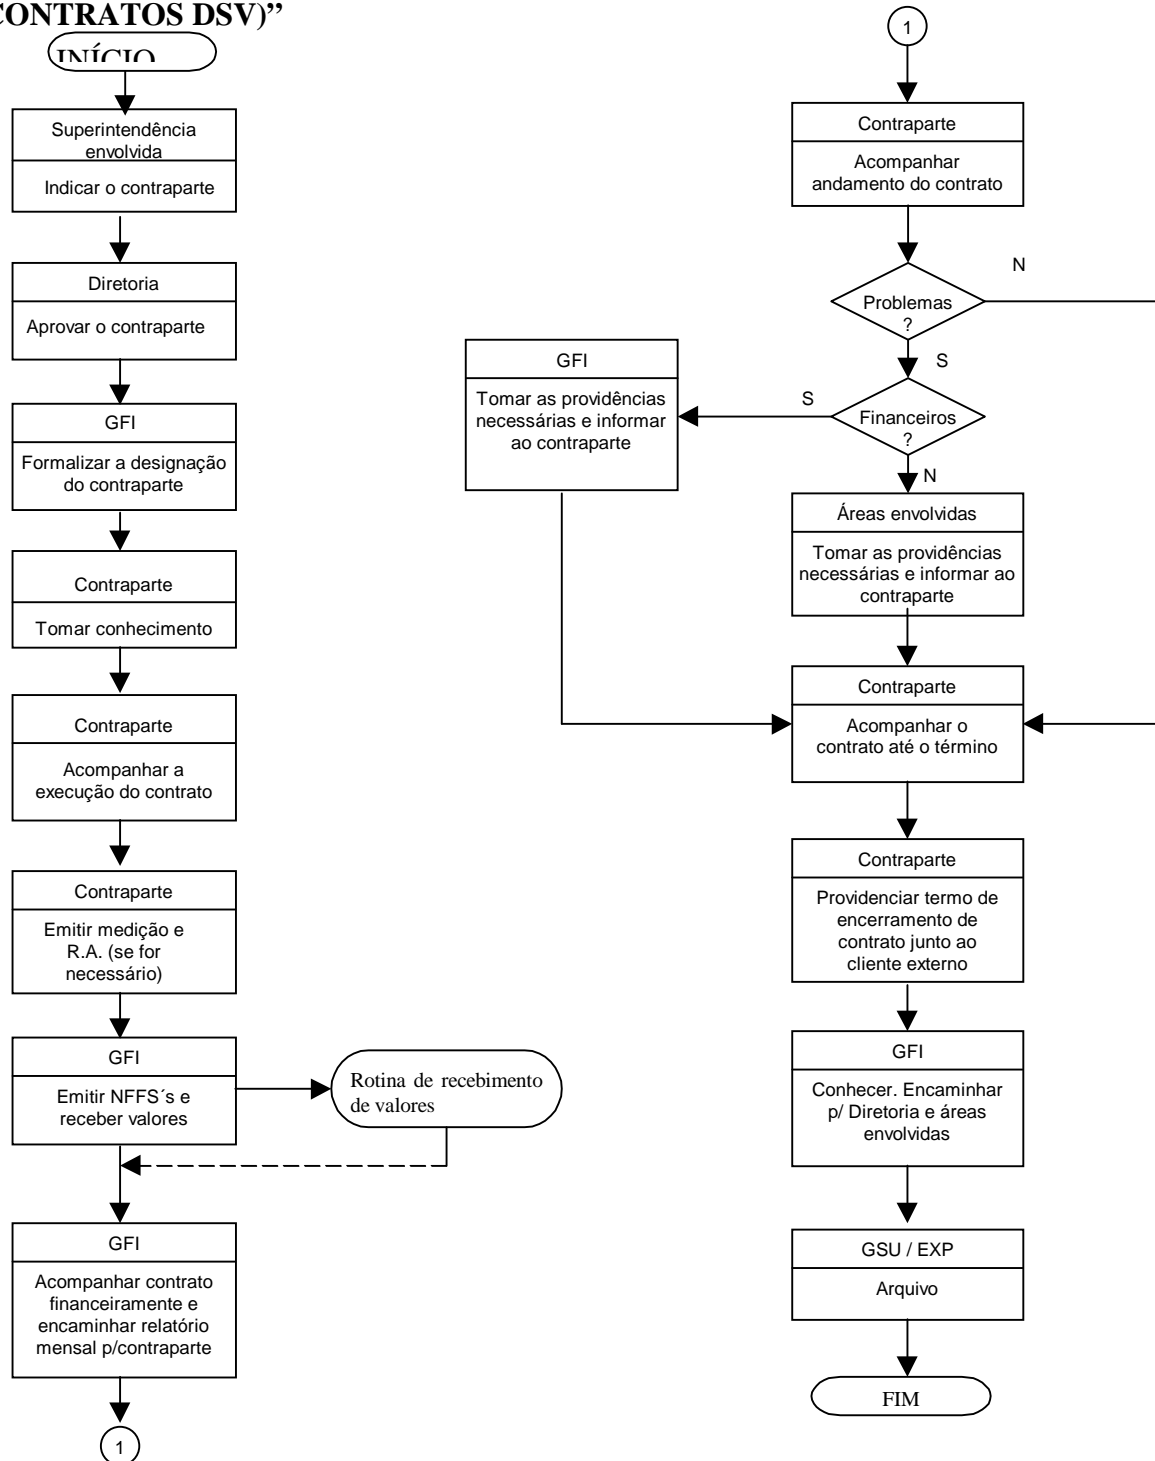 CONTRATOS DSV)”
INÍCIO
Superintendência
envolvida
Indicar o contraparte
Diretoria
Aprovar o contraparte
GFI
Formalizar a designação
do contraparte
Contraparte
Tomar conhecimento
Contraparte
Acompanhar a
execução do contrato
Contraparte
Emitir medição e
R.A. (se for
necessário)
GFI
Emitir NFFS´s e
receber valores
Rotina de recebimento
de valores
GFI
Acompanhar contrato
financeiramente e
encaminhar relatório
mensal p/contraparte
1
1
Contraparte
Acompanhar
andamento do contrato
Problemas
?
N
S
Financeiros
?
S
N
GFI
Tomar as providências
necessárias e informar
ao contraparte
Áreas envolvidas
Tomar as providências
necessárias e informar ao
contraparte
Contraparte
Acompanhar o
contrato até o término
Contraparte
Providenciar termo de
encerramento de
contrato junto ao
cliente externo
GFI
Conhecer. Encaminhar
p/ Diretoria e áreas
envolvidas
GSU / EXP
Arquivo
FIM